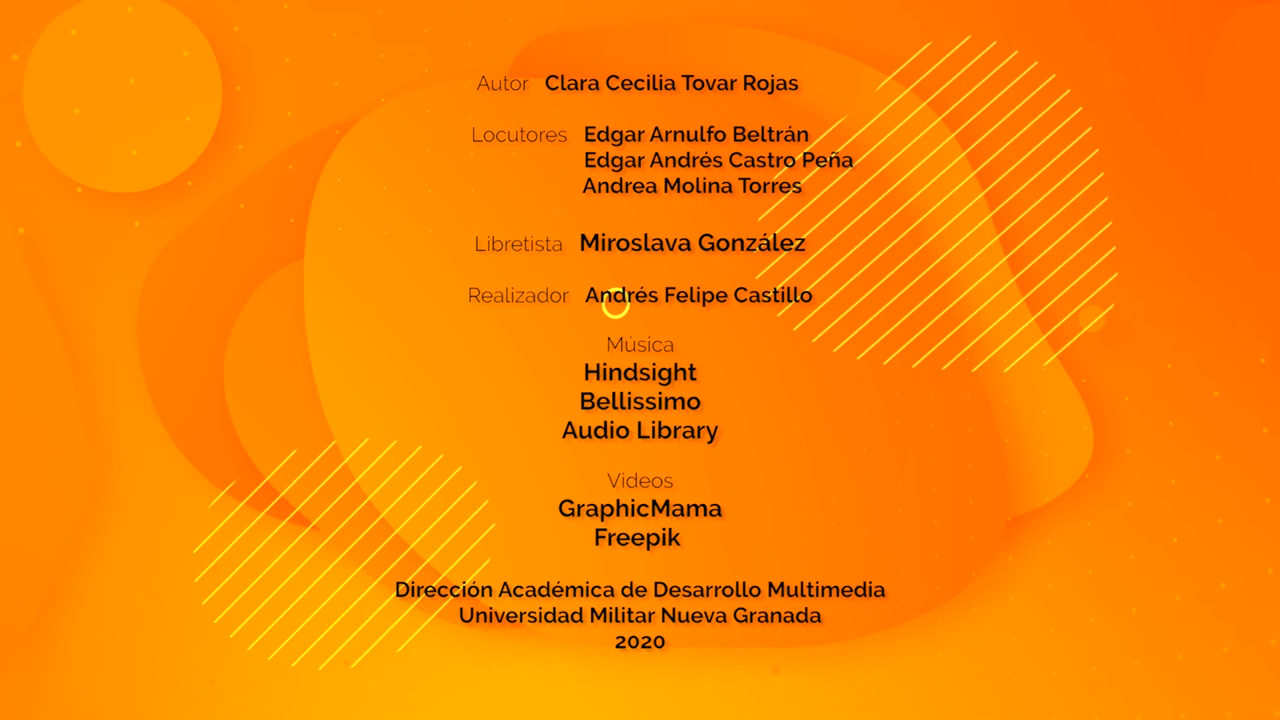 Autor Clara Cecilia Tovar Rojas
Locutores Edgar Arnulfo Beltrán
Edgar Andrés Castro Peña
Andrea Molina Torres
Libretista Miroslava González
Realizador Andrés Felipe Castillo
Música
Hindsight
Bellissimo
Audio Library
Videos
GraphicMama
Freepik
Dirección Académica de Desarrollo Multimedia
Universidad Militar Nueva Granada
2020